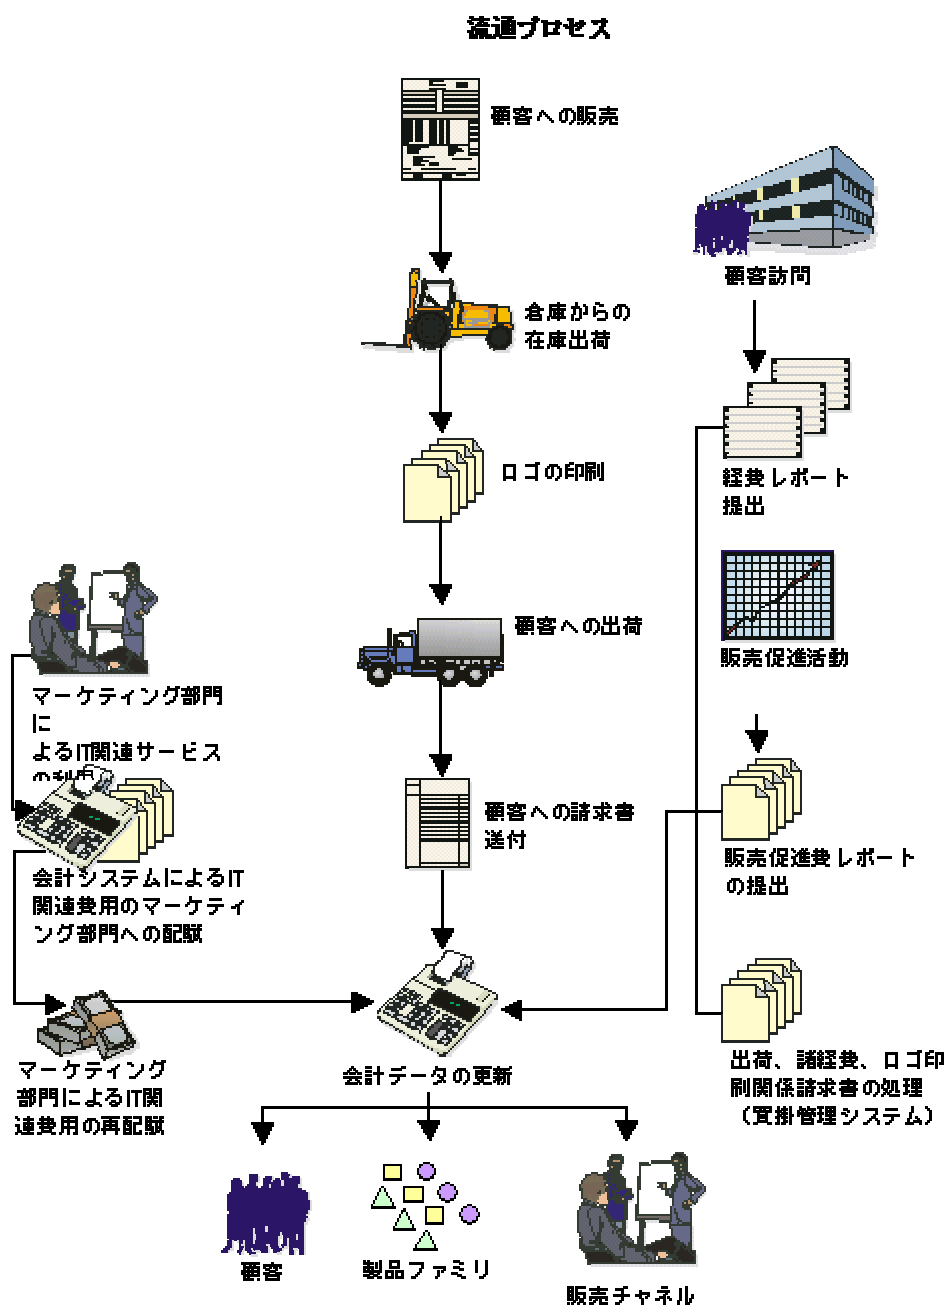 流通プロセス
顧客への販売
顧客訪問
倉庫からの
在庫出荷
ロゴの印刷
経費レポート
提出
顧客への出荷
販売促進活動
マーケティング部門
に
よるIT関連サービス
の利用
顧客への請求書
送付
販売促進費レポート
の提出
会計システムによるIT
関連費用のマーケティ
ング部門への配賦
マーケティング
部門によるIT関
連費用の再配賦
会計データの更新
出荷、諸経費、ロゴ印
刷関係請求書の処理
（買掛管理システム）
顧客
製品ファミリ
販売チャネル